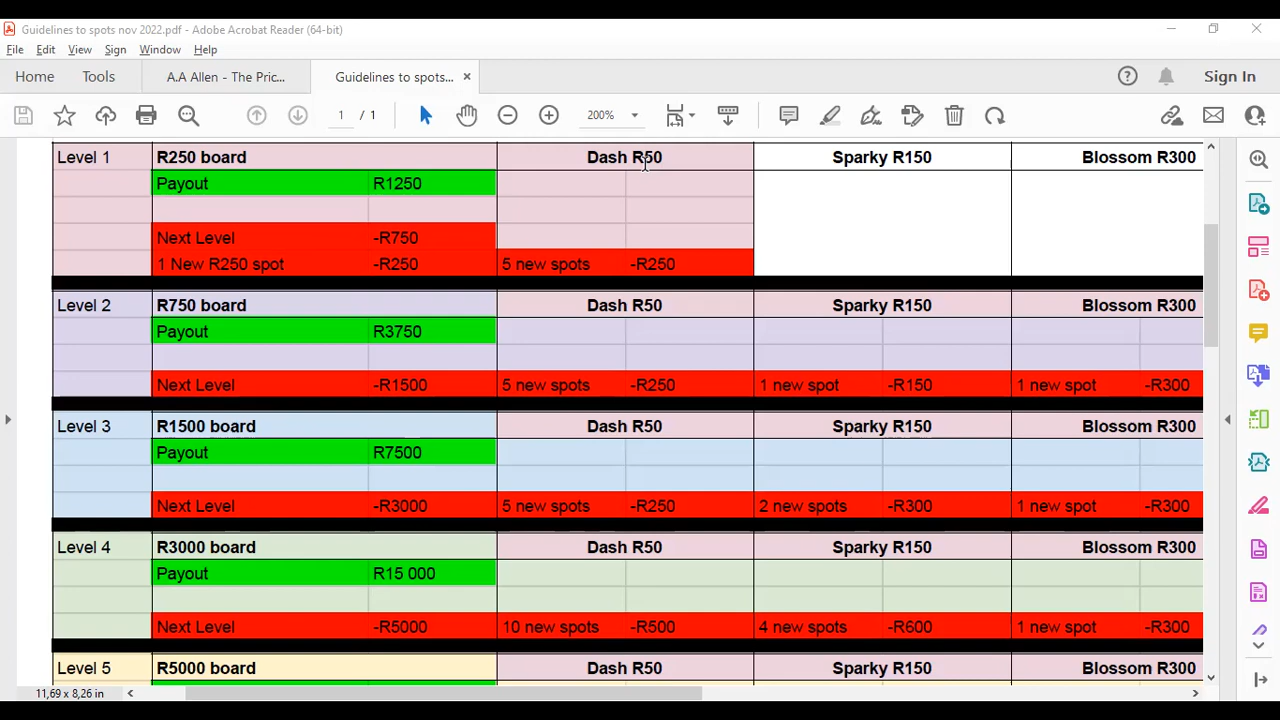 Guidelines to spots nov 2022.pdf - Adobe Acrobat Reader (64-bit)
File Edit View Sign Window Help
Home Tools A.A Allen - The Pric... Guidelines to spots... × Sign In
1 / 1 200%
Level 1 R250 board Dash R50 Sparky R150 Blossom R300
Payout R1250
Next Level -R750
1 New R250 spot -R250 5 new spots -R250
Level 2 R750 board Dash R50 Sparky R150 Blossom R300
Payout R3750
Next Level -R1500 5 new spots -R250 1 new spot -R150 1 new spot -R300
Level 3 R1500 board Dash R50 Sparky R150 Blossom R300
Payout R7500
Next Level -R3000 5 new spots -R250 2 new spots -R300 1 new spot -R300
Level 4 R3000 board Dash R50 Sparky R150 Blossom R300
Payout R15 000
Next Level -R5000 10 new spots -R500 4 new spots -R600 1 new spot -R300
Level 5 R5000 board Dash R50 Sparky R150 Blossom R300
11,69 x 8,26 in